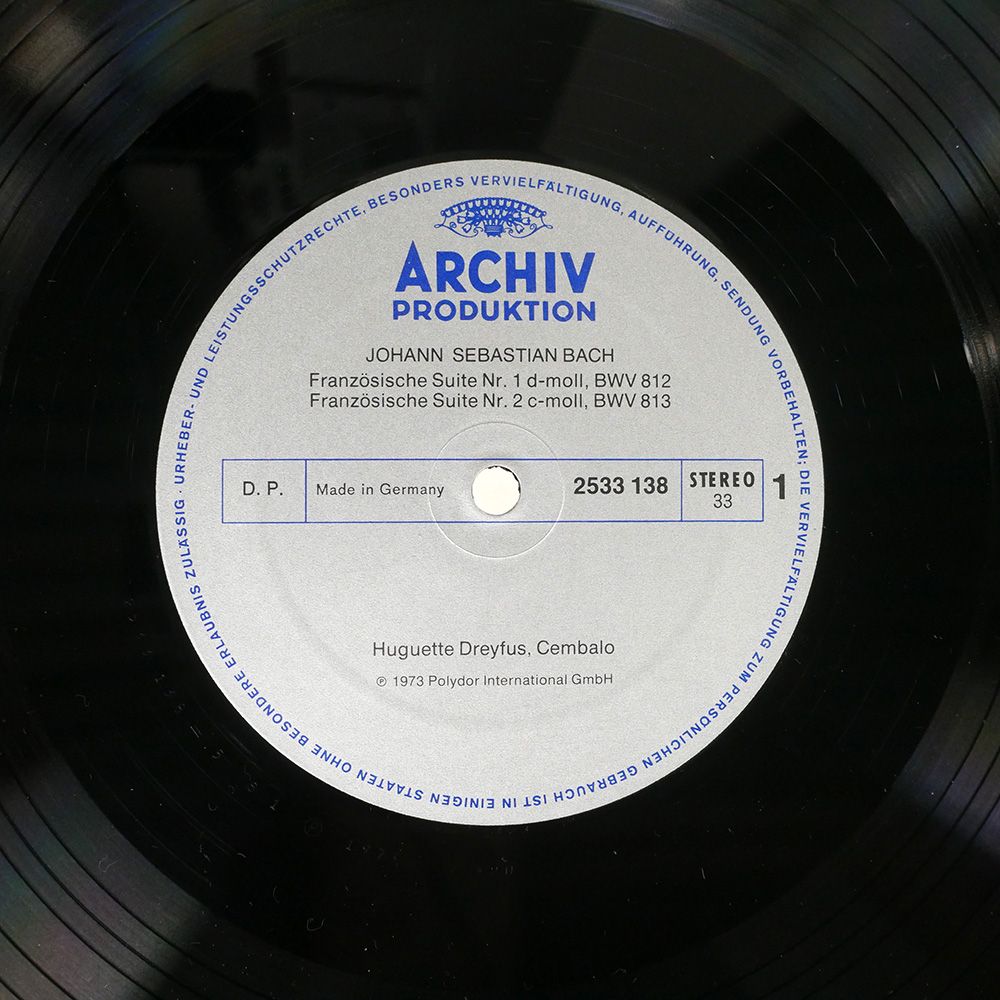 URHEBER- UND LEISTUNGSSCHUTZRECHTE, BESONDERS VERVIELFÄLTIGUNG, AUFFÜHRUNG, SENDUNG VORBEHALTEN; DIE VERVIELFÄLTIGUNG ZUM PERSÖNLICHEN GEBRAUCH IST IN EINIGEN STAATEN OHNE BESONDERE ERLAUBNIS ZULÄSSIG ·
ARCHIV
PRODUKTION
JOHANN SEBASTIAN BACH
Französische Suite Nr. 1 d-moll, BWV 812
Französische Suite Nr. 2 c-moll, BWV 813
D. P. Made in Germany 2533 138 STEREO 1
33
Huguette Dreyfus, Cembalo
℗ 1973 Polydor International GmbH